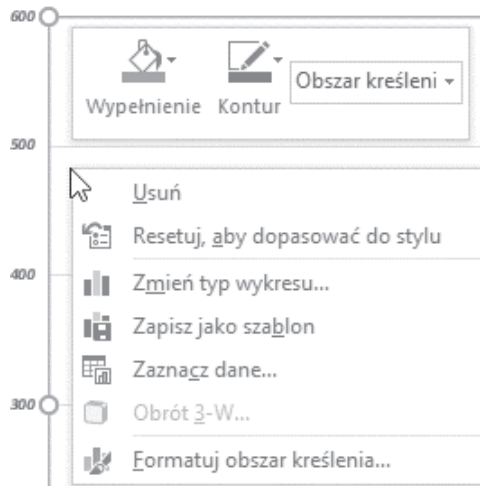 600
Wypełnienie Kontur Obszar kreśleni
500
Usuń
Resetuj, aby dopasować do stylu
400
Zmień typ wykresu...
Zapisz jako szablon
Zaznacz dane...
300
Obrót 3-W...
Formatuj obszar kreślenia...